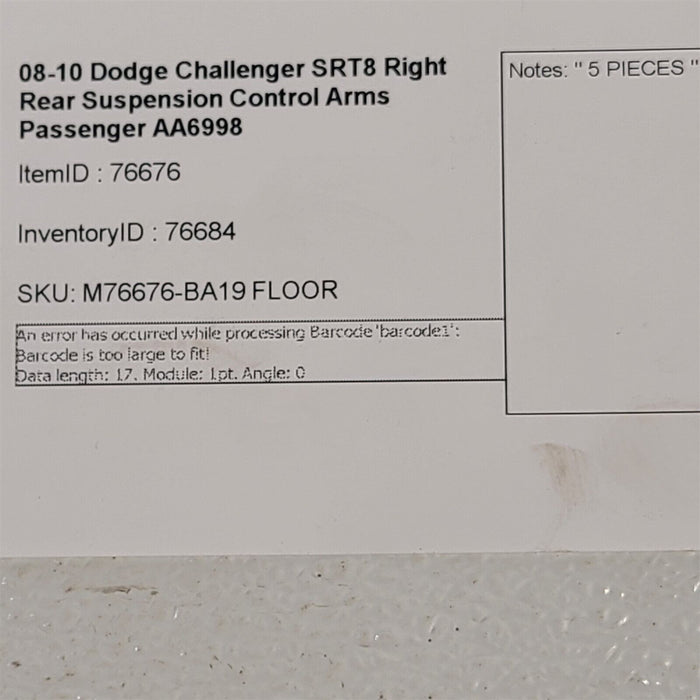 08-10 Dodge Challenger SRT8 Right
Rear Suspension Control Arms
Passenger AA6998
ItemID : 76676
InventoryID : 76684
SKU: M76676-BA19 FLOOR
An error has occurred while processing Barcode 'barcode1':
Barcode is too large to fit!
Data length: 17. Module: 1pt. Angle: 0
Notes: " 5 PIECES "